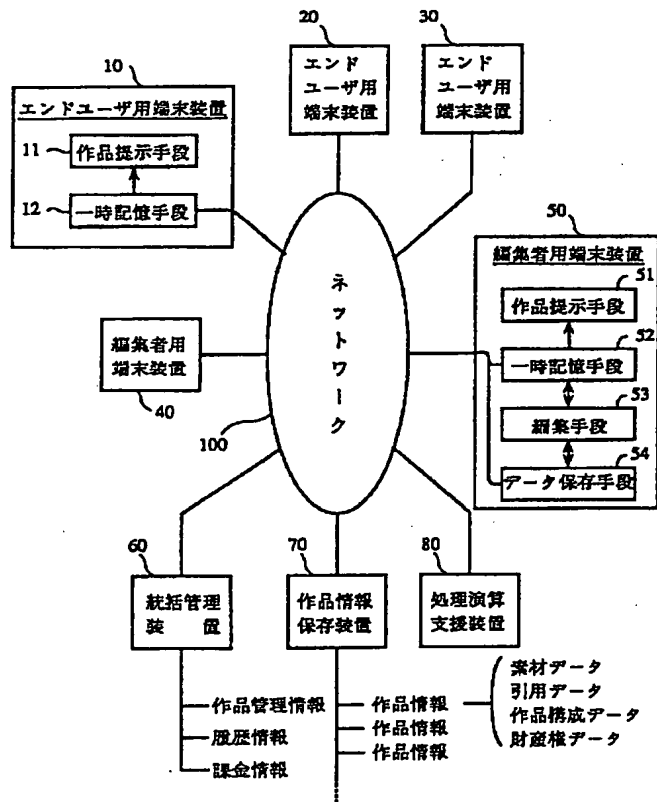 20
エンド
ユーザ用
端末装置
30
エンド
ユーザ用
端末装置
10
エンドユーザ用端末装置
11
作品提示手段
12
一時記憶手段
ネットワーク
100
編集者用
端末装置
40
50
編集者用端末装置
51
作品提示手段
52
一時記憶手段
53
編集手段
54
データ保存手段
60
統括管理
装 置
70
作品情報
保存装置
80
処理演算
支援装置
作品管理情報
履歴情報
課金情報
作品情報
作品情報
作品情報
素材データ
引用データ
作品構成データ
財産権データ